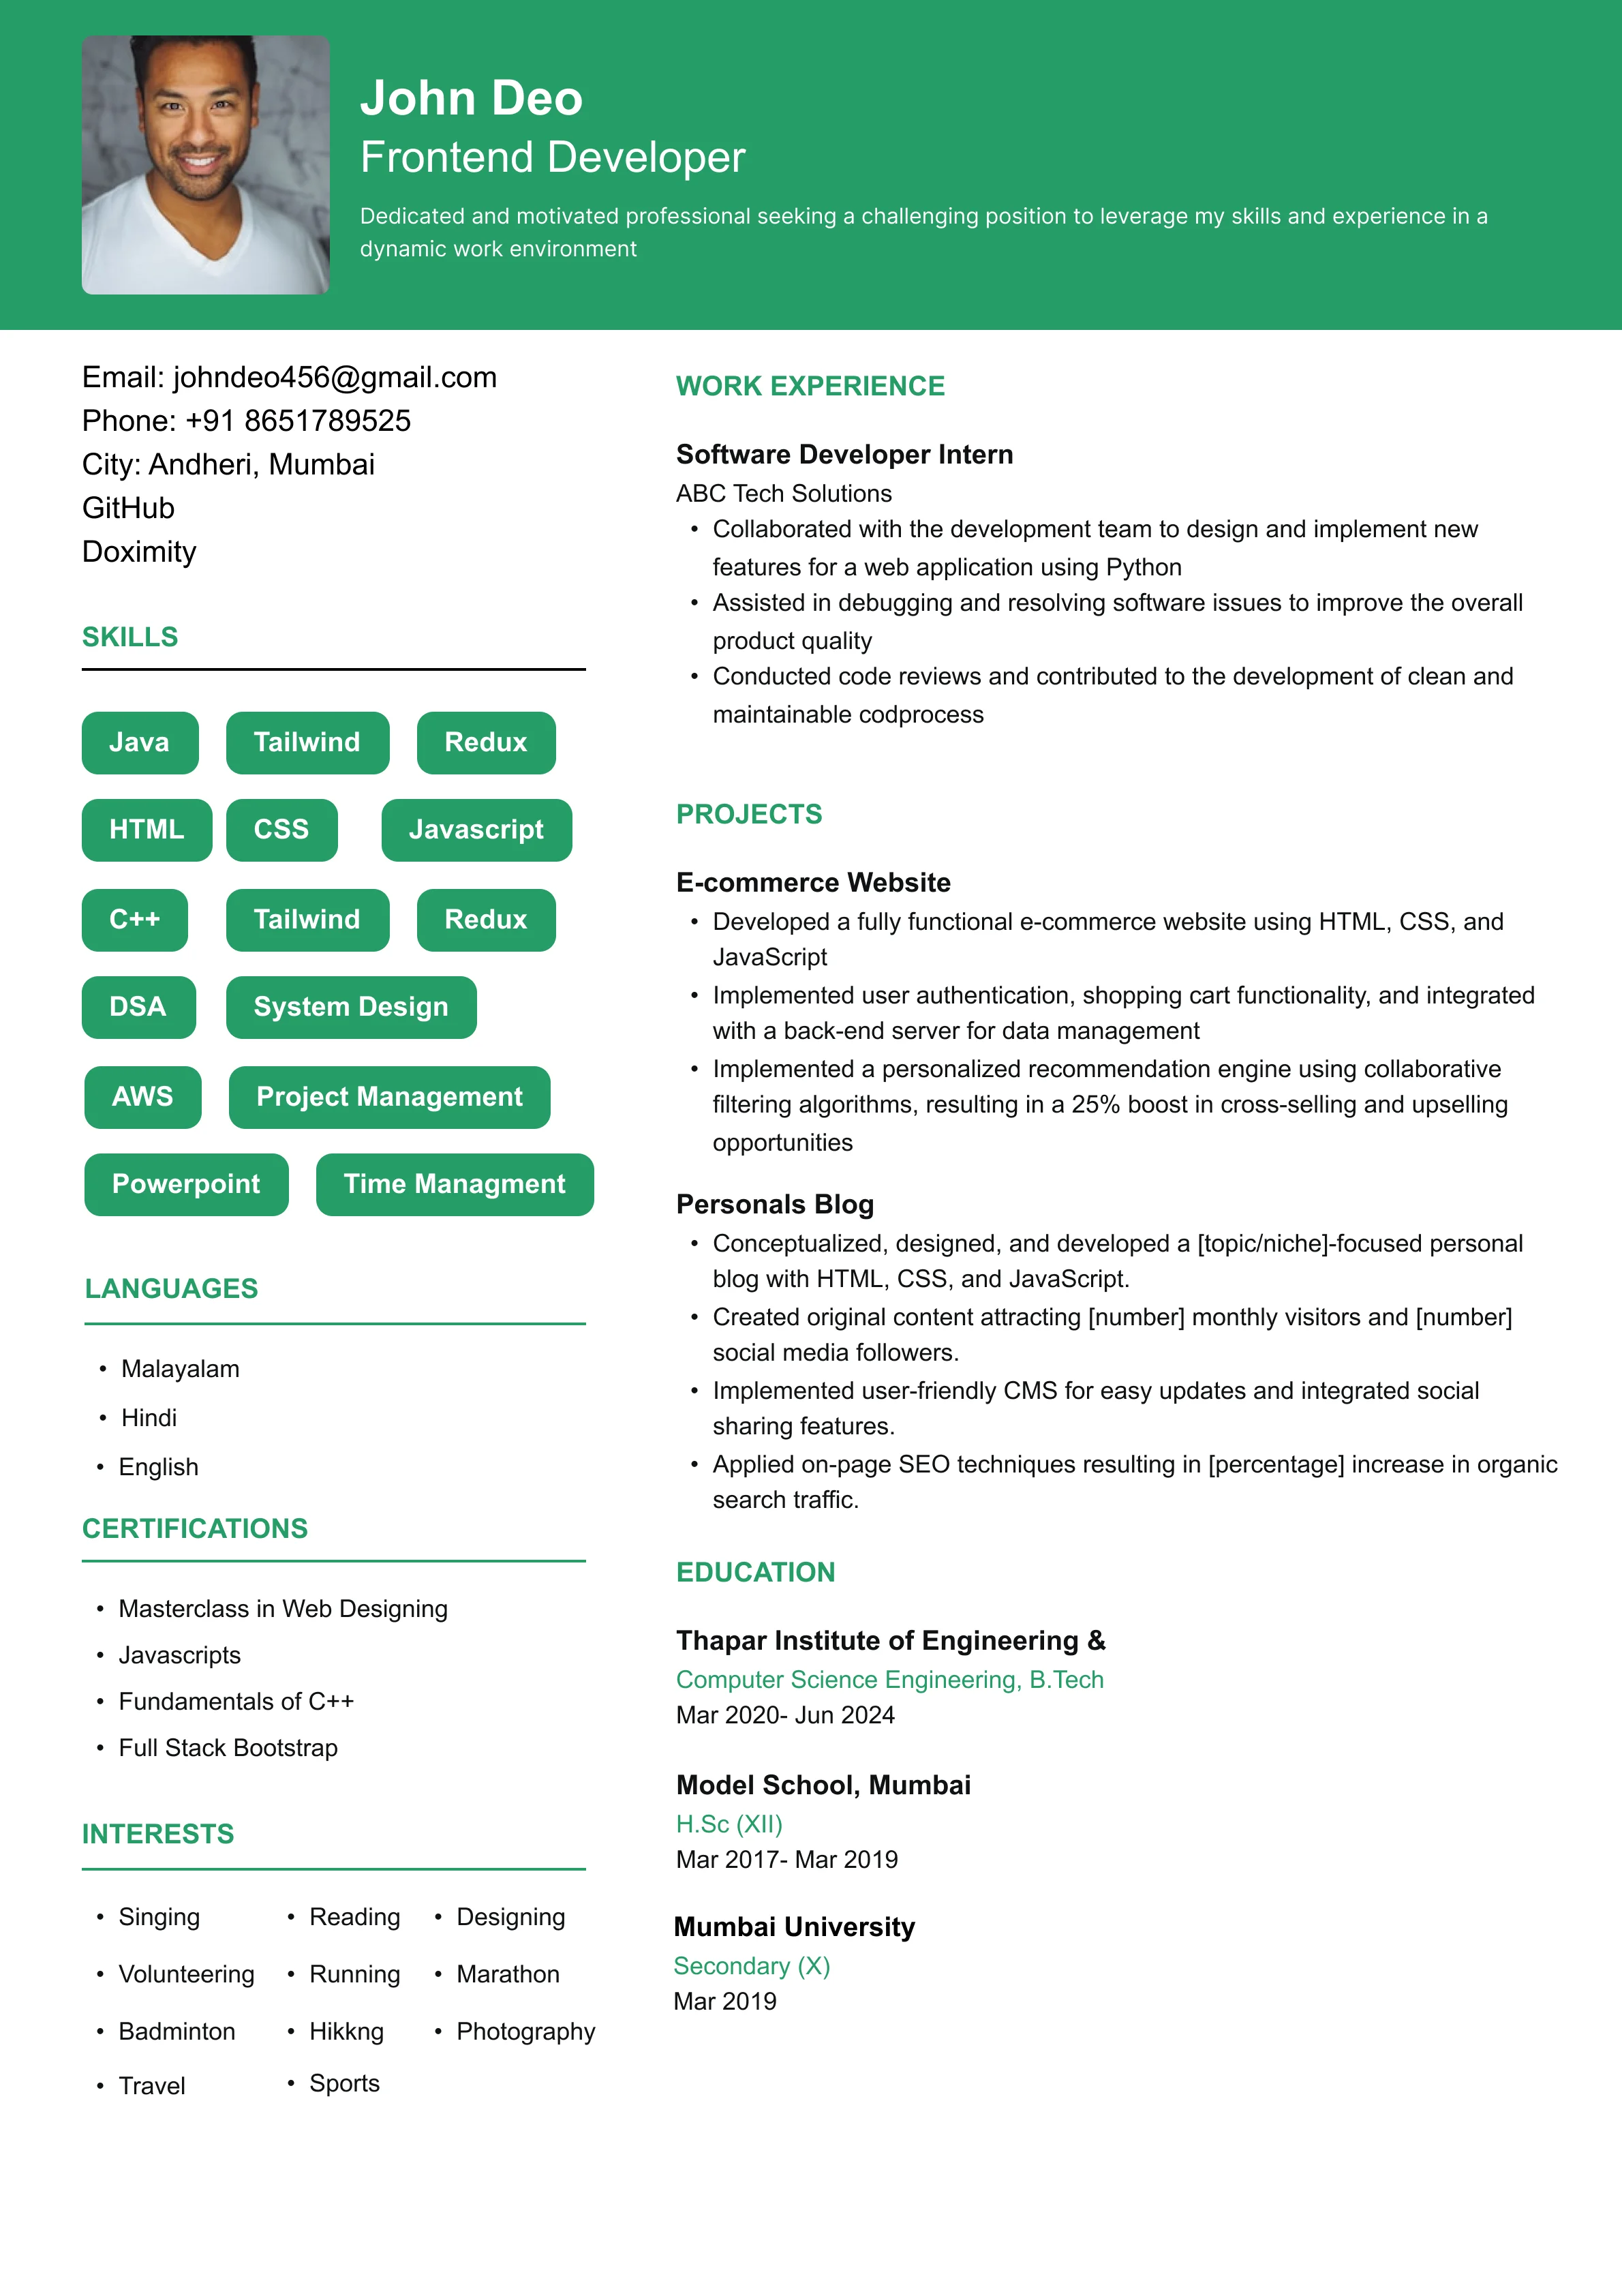 John Deo
Frontend Developer
Dedicated and motivated professional seeking a challenging position to leverage my skills and experience in a
dynamic work environment
Email: johndeo456@gmail.com
Phone: +91 8651789525
City: Andheri, Mumbai
GitHub
Doximity
SKILLS
Java Tailwind Redux
HTML CSS Javascript
C++ Tailwind Redux
DSA System Design
AWS Project Management
Powerpoint Time Managment
LANGUAGES
• Malayalam
• Hindi
• English
CERTIFICATIONS
• Masterclass in Web Designing
• Javascripts
• Fundamentals of C++
• Full Stack Bootstrap
INTERESTS
• Singing • Reading • Designing
• Volunteering • Running • Marathon
• Badminton • Hikkng • Photography
• Travel • Sports
WORK EXPERIENCE
Software Developer Intern
ABC Tech Solutions
• Collaborated with the development team to design and implement new
features for a web application using Python
• Assisted in debugging and resolving software issues to improve the overall
product quality
• Conducted code reviews and contributed to the development of clean and
maintainable codprocess
PROJECTS
E-commerce Website
• Developed a fully functional e-commerce website using HTML, CSS, and
JavaScript
• Implemented user authentication, shopping cart functionality, and integrated
with a back-end server for data management
• Implemented a personalized recommendation engine using collaborative
filtering algorithms, resulting in a 25% boost in cross-selling and upselling
opportunities
Personals Blog
• Conceptualized, designed, and developed a [topic/niche]-focused personal
blog with HTML, CSS, and JavaScript.
• Created original content attracting [number] monthly visitors and [number]
social media followers.
• Implemented user-friendly CMS for easy updates and integrated social
sharing features.
• Applied on-page SEO techniques resulting in [percentage] increase in organic
search traffic.
EDUCATION
Thapar Institute of Engineering &
Computer Science Engineering, B.Tech
Mar 2020- Jun 2024
Model School, Mumbai
H.Sc (XII)
Mar 2017- Mar 2019
Mumbai University
Secondary (X)
Mar 2019